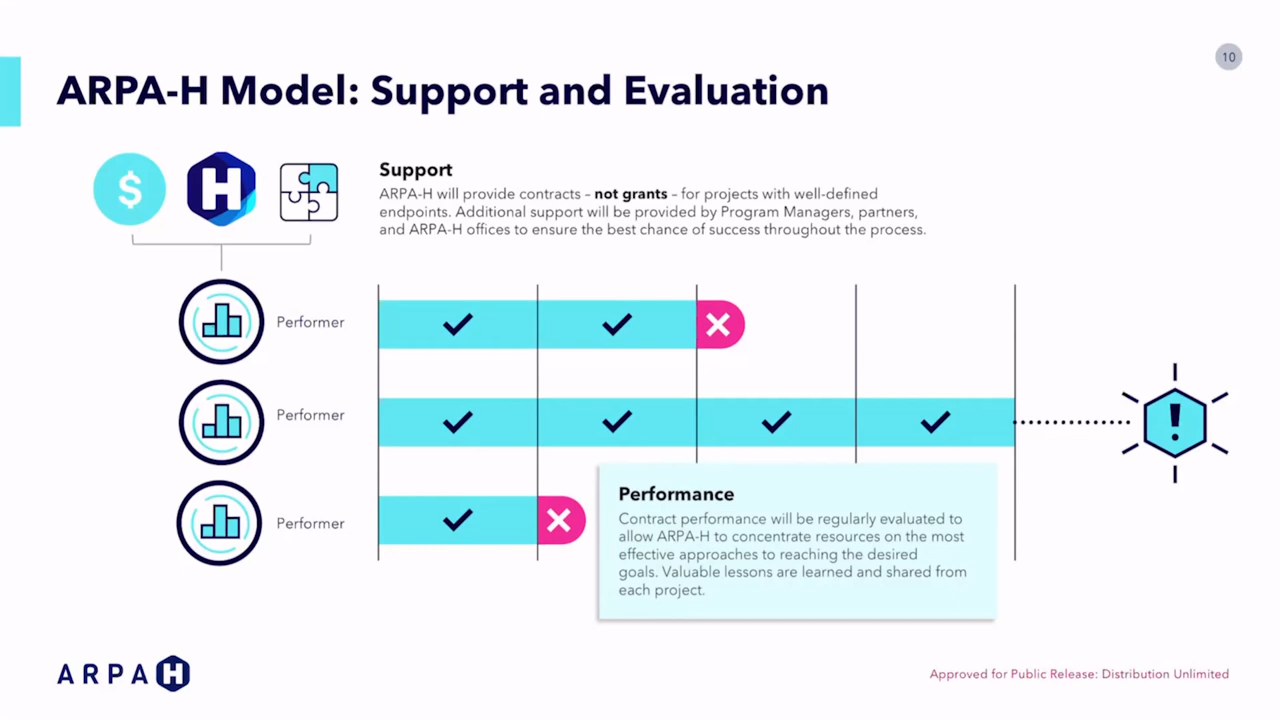 10
ARPA-H Model: Support and Evaluation
$
H
Support
ARPA-H will provide contracts – not grants – for projects with well-defined
endpoints. Additional support will be provided by Program Managers, partners,
and ARPA-H offices to ensure the best chance of success throughout the process.
Performer
Performer
!
Performer
Performance
Contract performance will be regularly evaluated to
allow ARPA-H to concentrate resources on the most
effective approaches to reaching the desired
goals. Valuable lessons are learned and shared from
each project.
ARPA H
Approved for Public Release: Distribution Unlimited